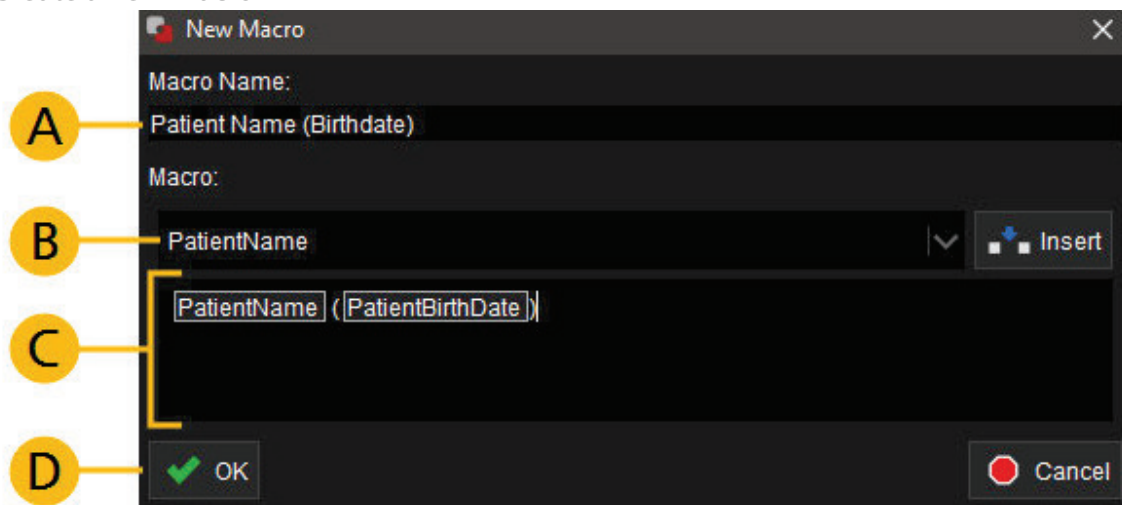 New Macro
Macro Name:
A
Patient Name (Birthdate)
Macro:
B
PatientName
Insert
C
PatientName (PatientBirthDate)
D
OK
Cancel